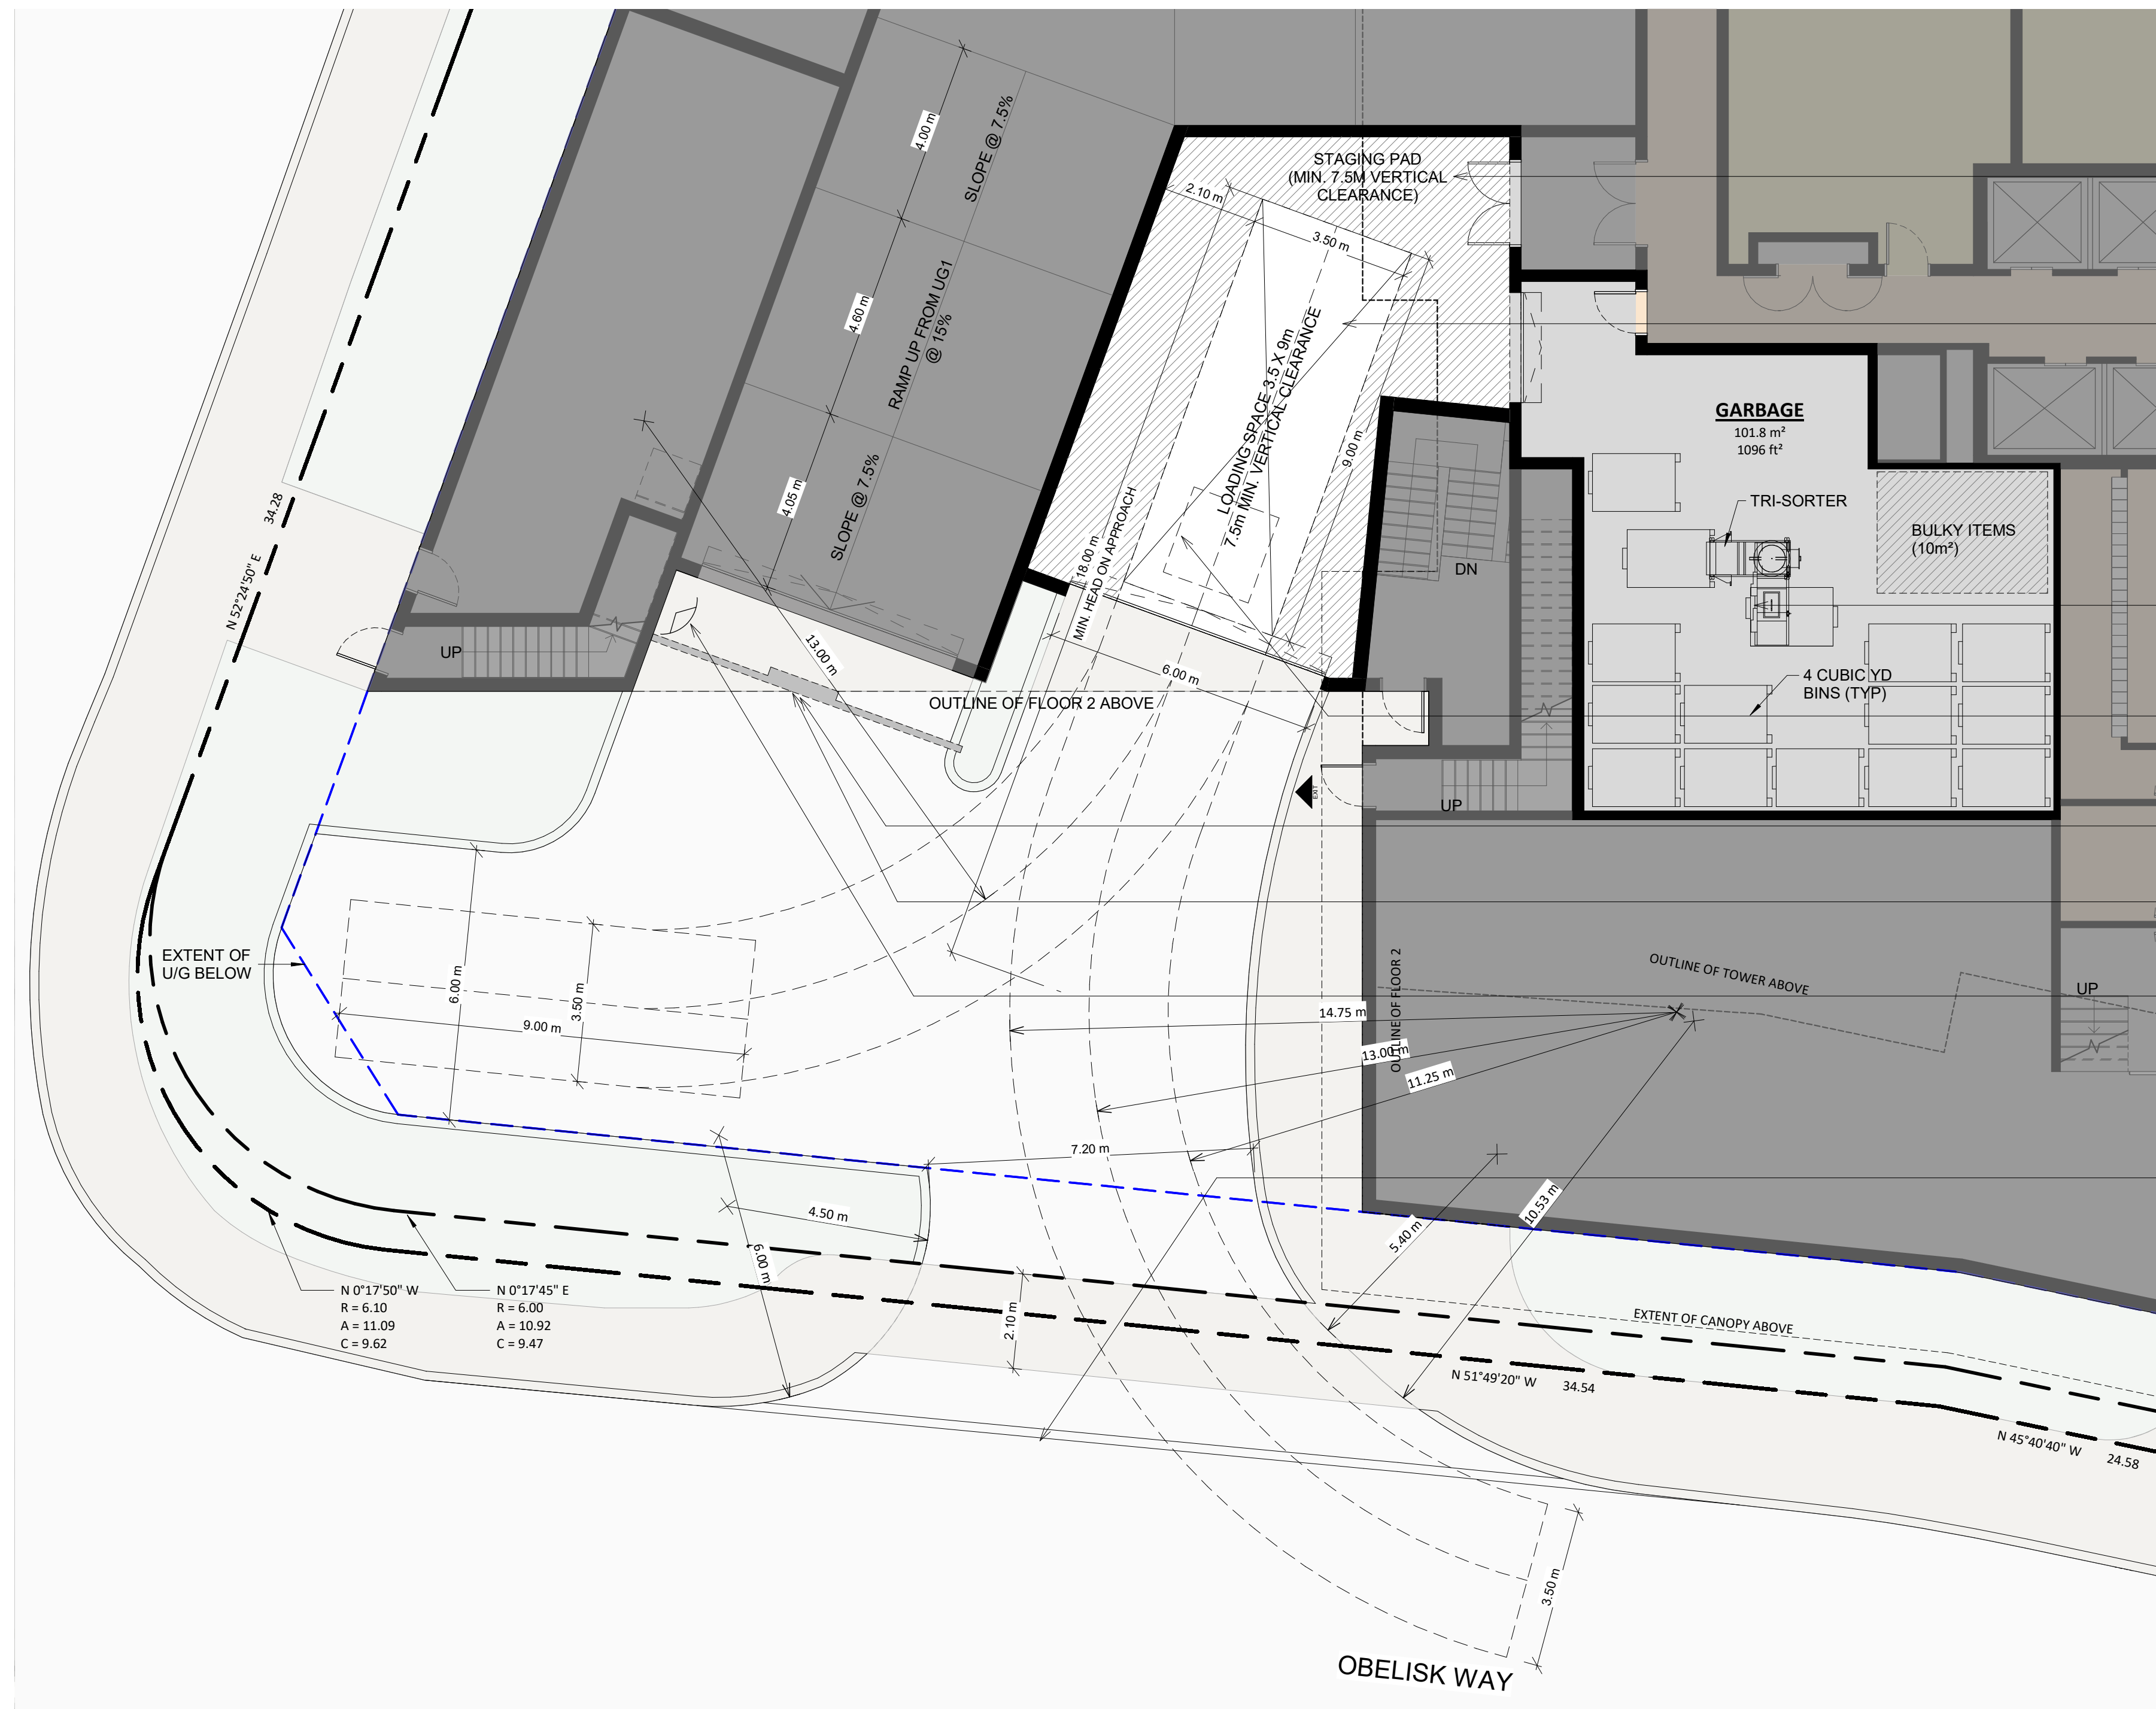 STAGING PAD
(MIN. 7.5M VERTICAL
CLEARANCE)
4.00 m
SLOPE @ 7.5%
2.10 m
3.50 m
4.60 m
RAMP UP FROM UG1
@ 15%
LOADING SPACE 3.5 X 9m
7.5m MIN. VERTICAL CLEARANCE
9.00 m
GARBAGE
101.8 m²
1096 ft²
4.05 m
SLOPE @ 7.5%
TRI-SORTER
BULKY ITEMS
(10m²)
34.28
N 52°24'50" E
18.00 m
MIN. HEAD ON APPROACH
DN
UP
13.00 m
6.00 m
4 CUBIC YD
BINS (TYP)
OUTLINE OF FLOOR 2 ABOVE
EXIT
UP
EXTENT OF
U/G BELOW
6.00 m
3.50 m
9.00 m
OUTLINE OF FLOOR 2
OUTLINE OF TOWER ABOVE
UP
14.75 m
13.00 m
11.25 m
7.20 m
4.50 m
6.00 m
5.40 m
10.53 m
2.10 m
N 0°17'50" W
R = 6.10
A = 11.09
C = 9.62
N 0°17'45" E
R = 6.00
A = 10.92
C = 9.47
EXTENT OF CANOPY ABOVE
N 51°49'20" W
34.54
N 45°40'40" W
24.58
3.50 m
OBELISK WAY